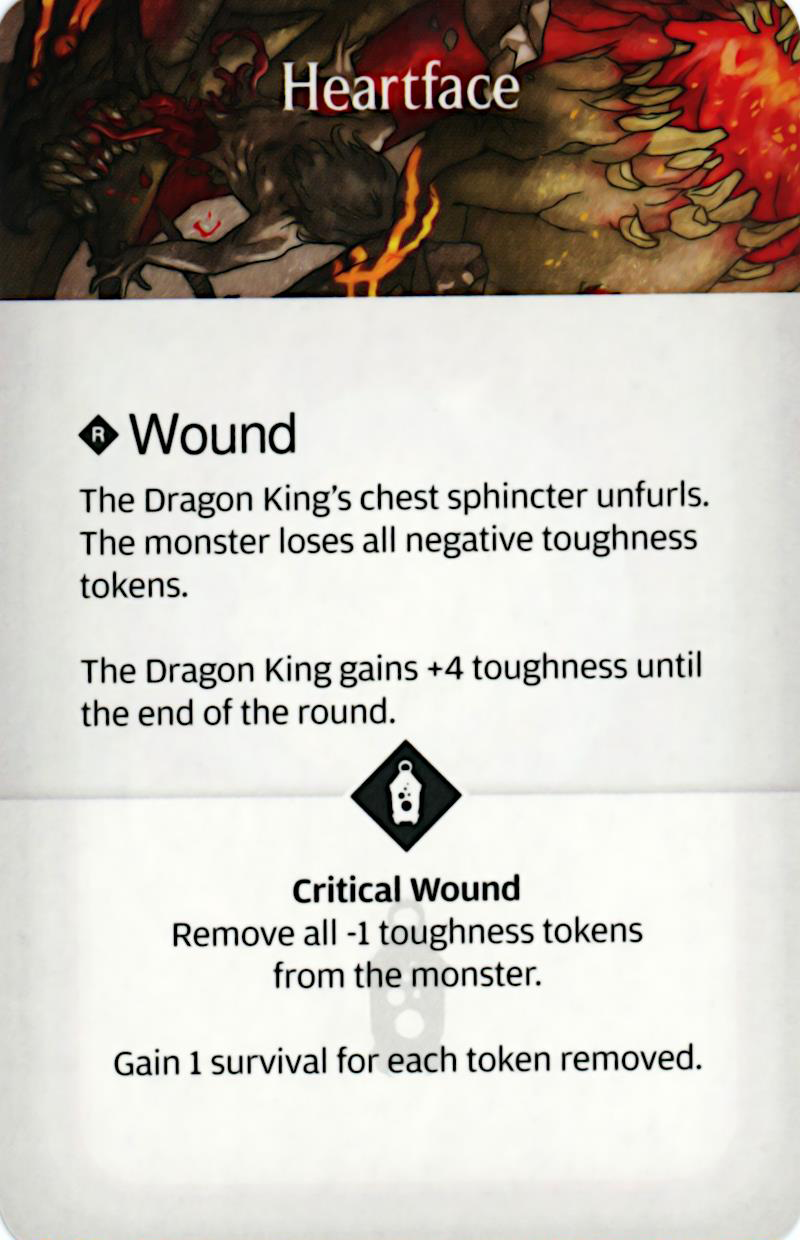 Heartface
R Wound
The Dragon King’s chest sphincter unfurls.
The monster loses all negative toughness
tokens.
The Dragon King gains +4 toughness until
the end of the round.
Critical Wound
Remove all -1 toughness tokens
from the monster.
Gain 1 survival for each token removed.